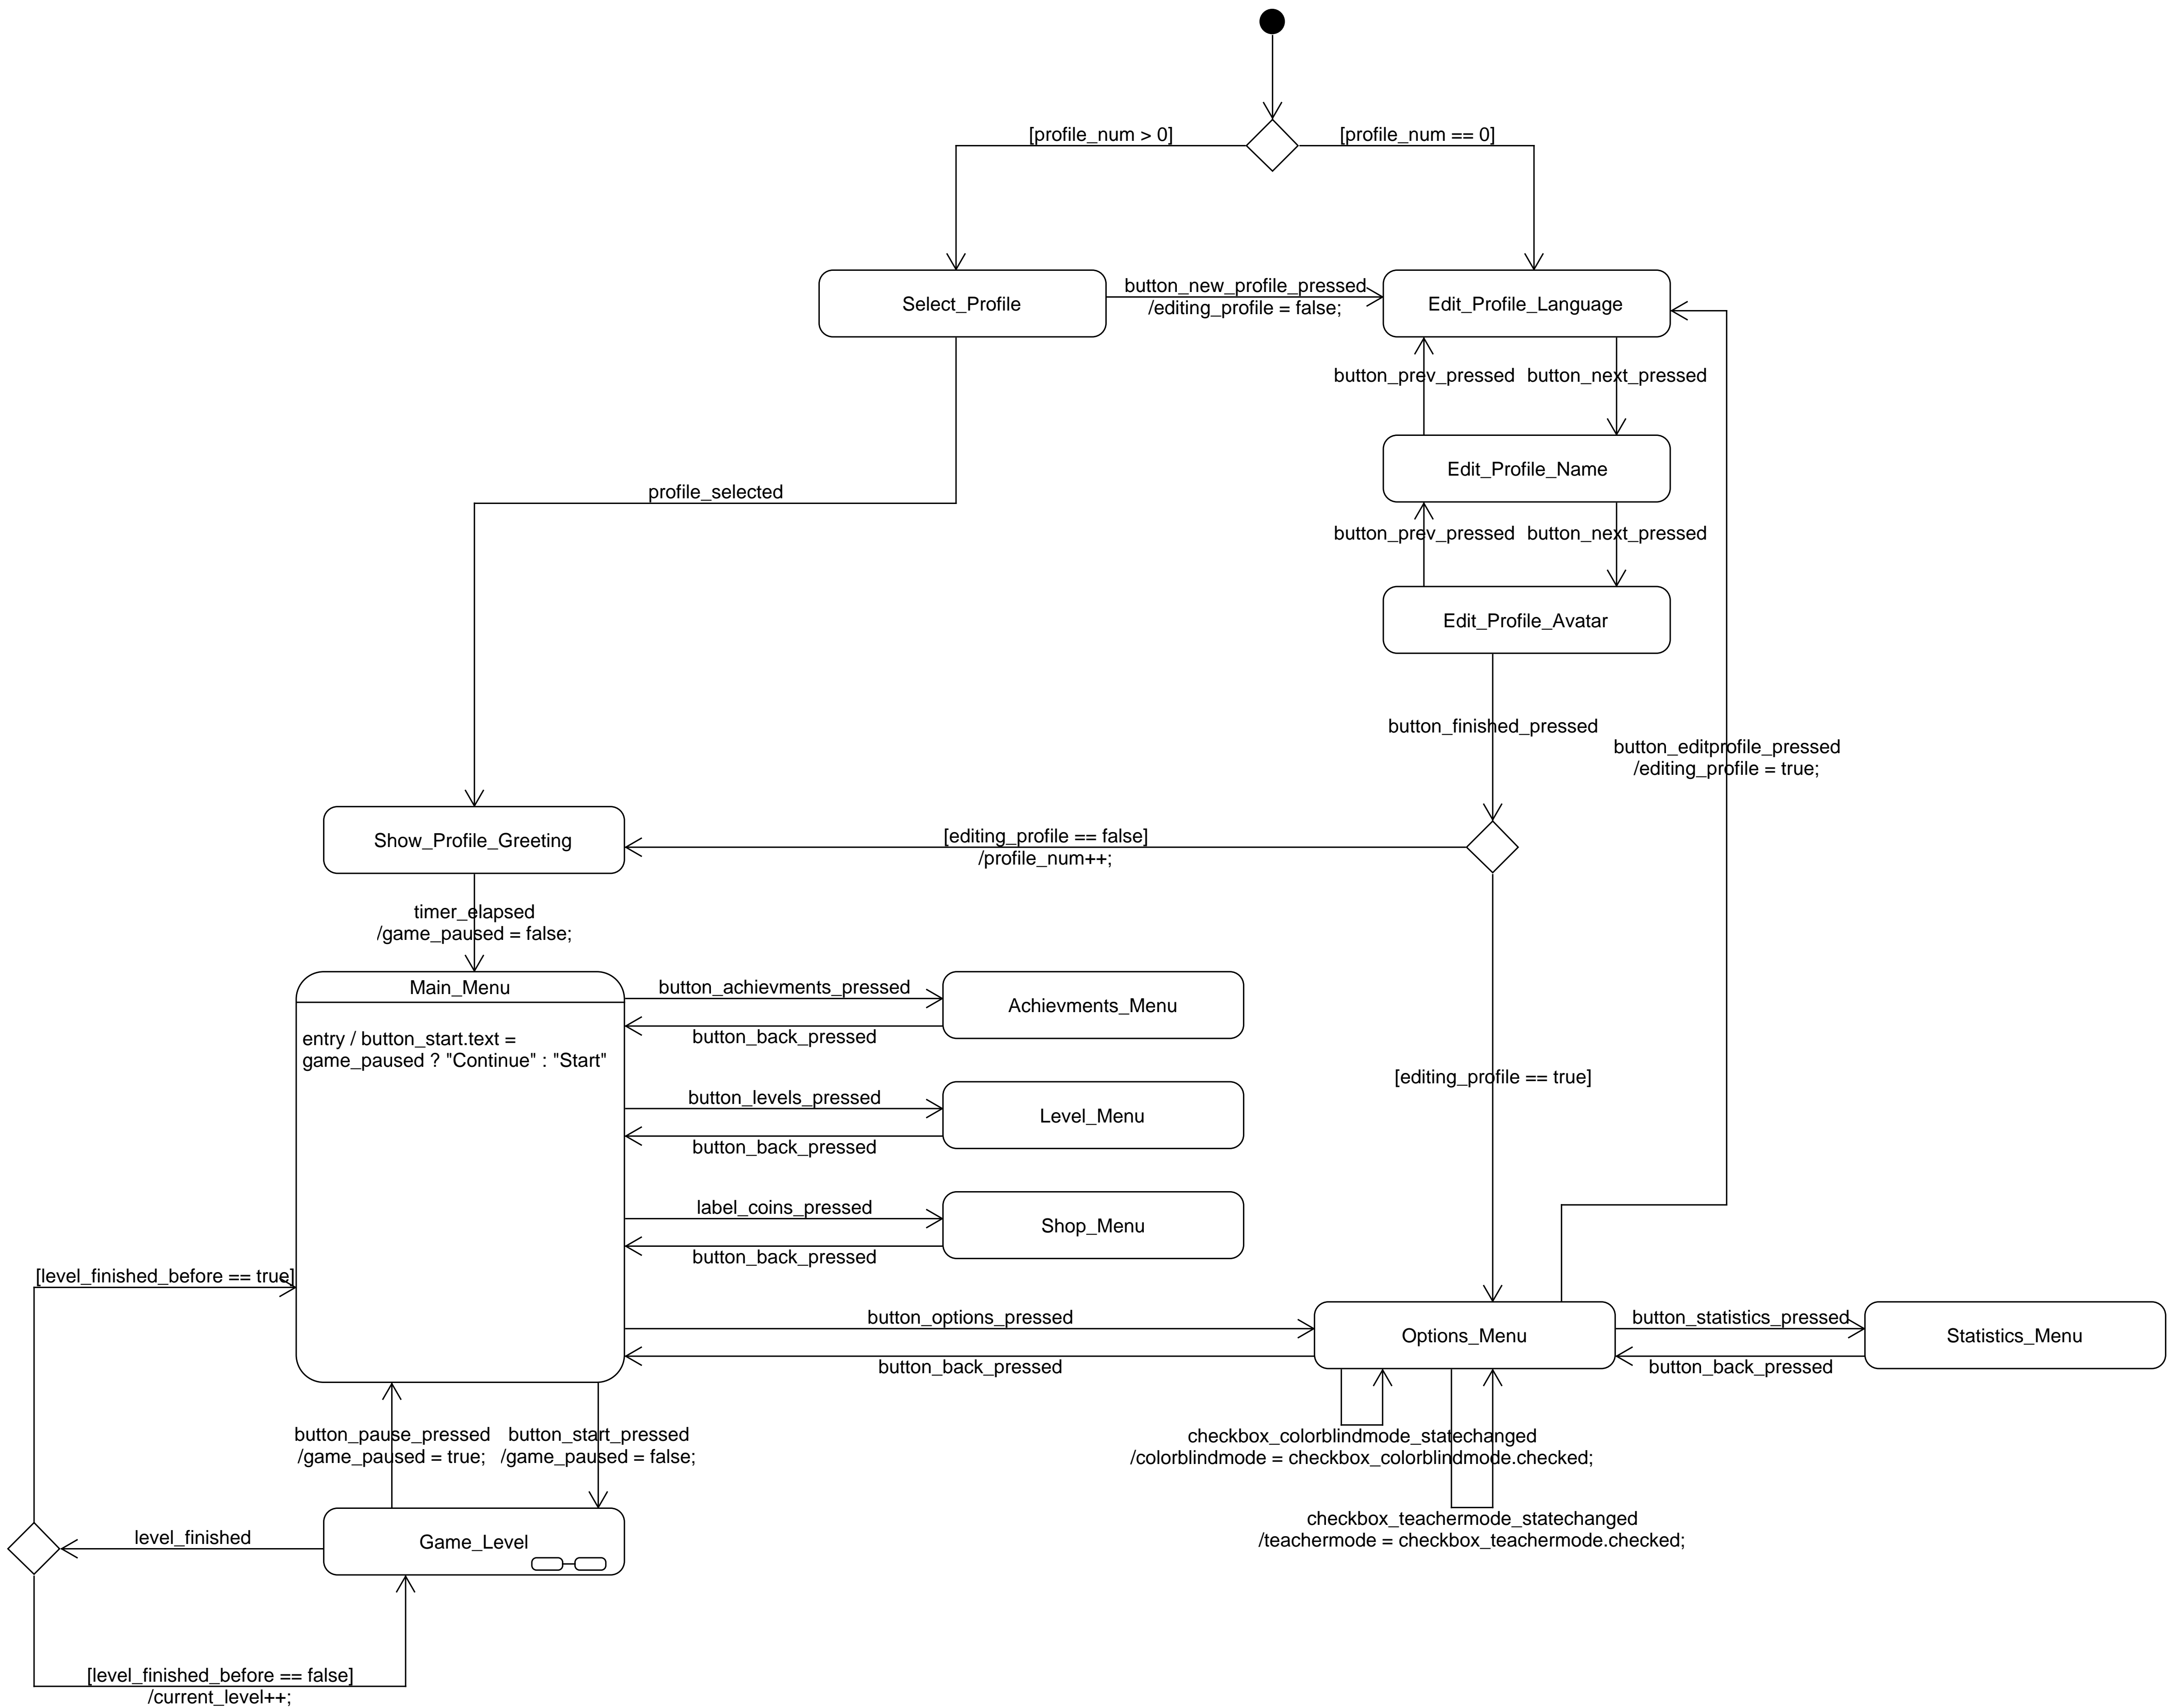 [profile_num > 0]
[profile_num == 0]
Select_Profile
button_new_profile_pressed
/editing_profile = false;
Edit_Profile_Language
button_prev_pressed
button_next_pressed
Edit_Profile_Name
profile_selected
button_prev_pressed
button_next_pressed
Edit_Profile_Avatar
button_finished_pressed
button_editprofile_pressed
/editing_profile = true;
Show_Profile_Greeting
[editing_profile == false]
/profile_num++;
timer_elapsed
/game_paused = false;
Main_Menu
entry / button_start.text =
game_paused ? "Continue" : "Start"
button_achievments_pressed
button_back_pressed
Achievments_Menu
[editing_profile == true]
button_levels_pressed
button_back_pressed
Level_Menu
label_coins_pressed
button_back_pressed
Shop_Menu
[level_finished_before == true]
button_options_pressed
button_back_pressed
Options_Menu
button_statistics_pressed
button_back_pressed
Statistics_Menu
button_pause_pressed
/game_paused = true;
button_start_pressed
/game_paused = false;
checkbox_colorblindmode_statechanged
/colorblindmode = checkbox_colorblindmode.checked;
checkbox_teachermode_statechanged
/teachermode = checkbox_teachermode.checked;
level_finished
Game_Level
[level_finished_before == false]
/current_level++;